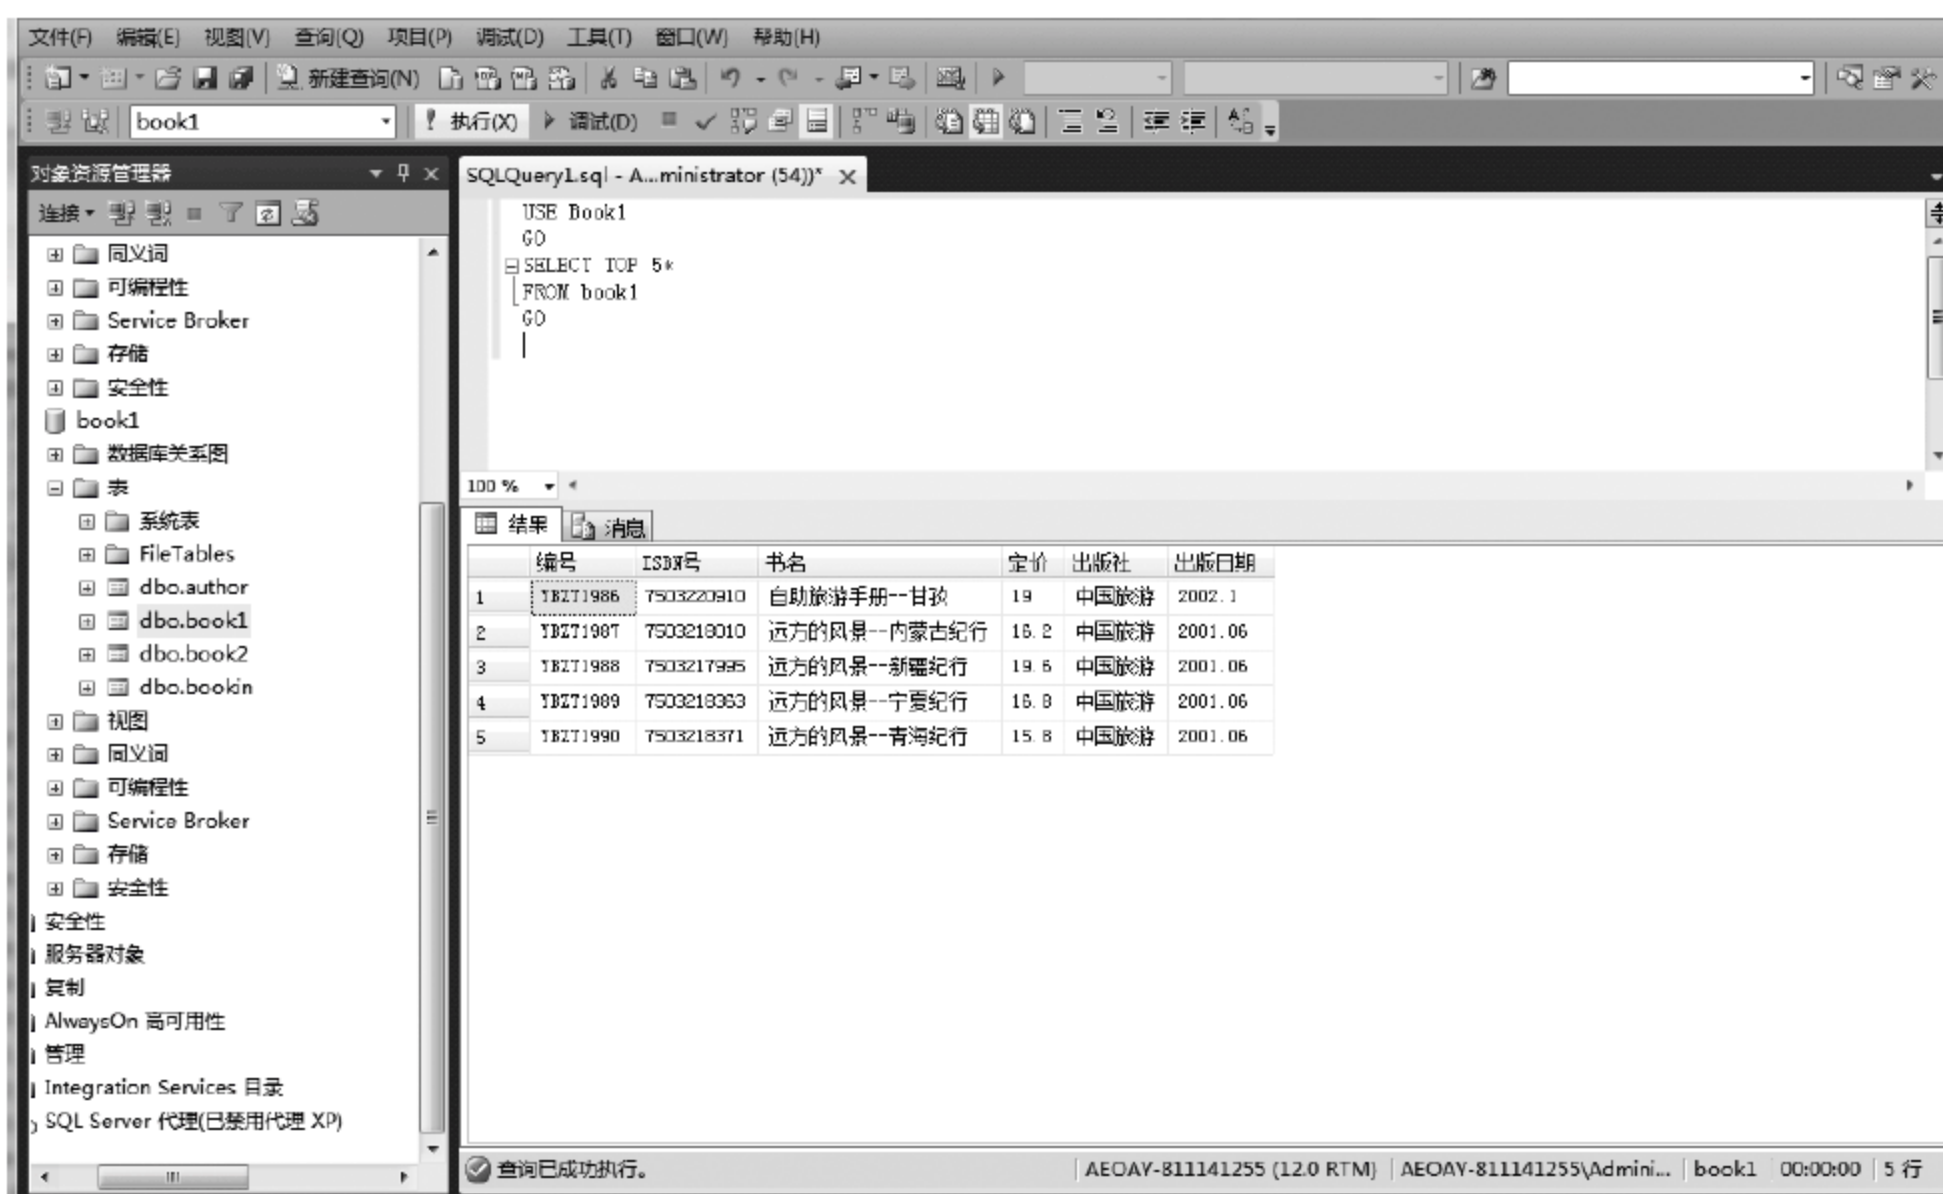 文件(F) 编辑(E) 视图(V) 查询(Q) 项目(P) 调试(D) 工具(T) 窗口(W) 帮助(H)
新建查询(N)
book1 执行(X) 调试(D)
对象资源管理器
连接
同义词
可编程性
Service Broker
存储
安全性
book1
数据库关系图
表
系统表
FileTables
dbo.author
dbo.book1
dbo.book2
dbo.bookin
视图
同义词
可编程性
Service Broker
存储
安全性
安全性
服务器对象
复制
AlwaysOn 高可用性
管理
Integration Services 目录
SQL Server 代理(已禁用代理 XP)
SQLQuery1.sql - A...ministrator (54))*
USE Book1
GO
SELECT TOP 5*
FROM book1
GO
100 %
结果 消息
编号 ISBN号 书名 定价 出版社 出版日期
1 YBZT1986 7503220910 自助旅游手册--甘孜 19 中国旅游 2002.1
2 YBZT1987 7503218010 远方的风景--内蒙古纪行 16.2 中国旅游 2001.06
3 YBZT1988 7503217995 远方的风景--新疆纪行 19.6 中国旅游 2001.06
4 YBZT1989 7503218363 远方的风景--宁夏纪行 16.8 中国旅游 2001.06
5 YBZT1990 7503218371 远方的风景--青海纪行 15.8 中国旅游 2001.06
查询已成功执行。 AEOAY-811141255 (12.0 RTM) AEOAY-811141255\Admini... book1 00:00:00 5 行